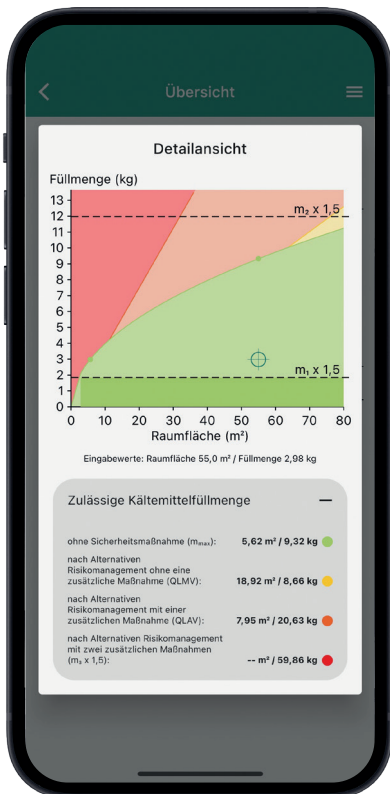 Übersicht
Detailansicht
Füllmenge (kg)
13
12
11
10
9
8
7
6
5
4
3
2
1
0
m₂ x 1,5
m₁ x 1,5
0 10 20 30 40 50 60 70 80
Raumfläche (m²)
Eingabewerte: Raumfläche 55,0 m² / Füllmenge 2,98 kg
Zulässige Kältemittelfüllmenge
ohne Sicherheitsmaßnahme (mₘₐₓ): 5,62 m² / 9,32 kg
nach Alternativen
Risikomanagement ohne eine
zusätzliche Maßnahme (QLMV): 18,92 m² / 8,66 kg
nach Alternativen
Risikomanagement mit einer
zusätzlichen Maßnahme (QLAV): 7,95 m² / 20,63 kg
nach Alternativen Risikomanagement
mit zwei zusätzlichen Maßnahmen
(m₃ x 1,5): -- m² / 59,86 kg